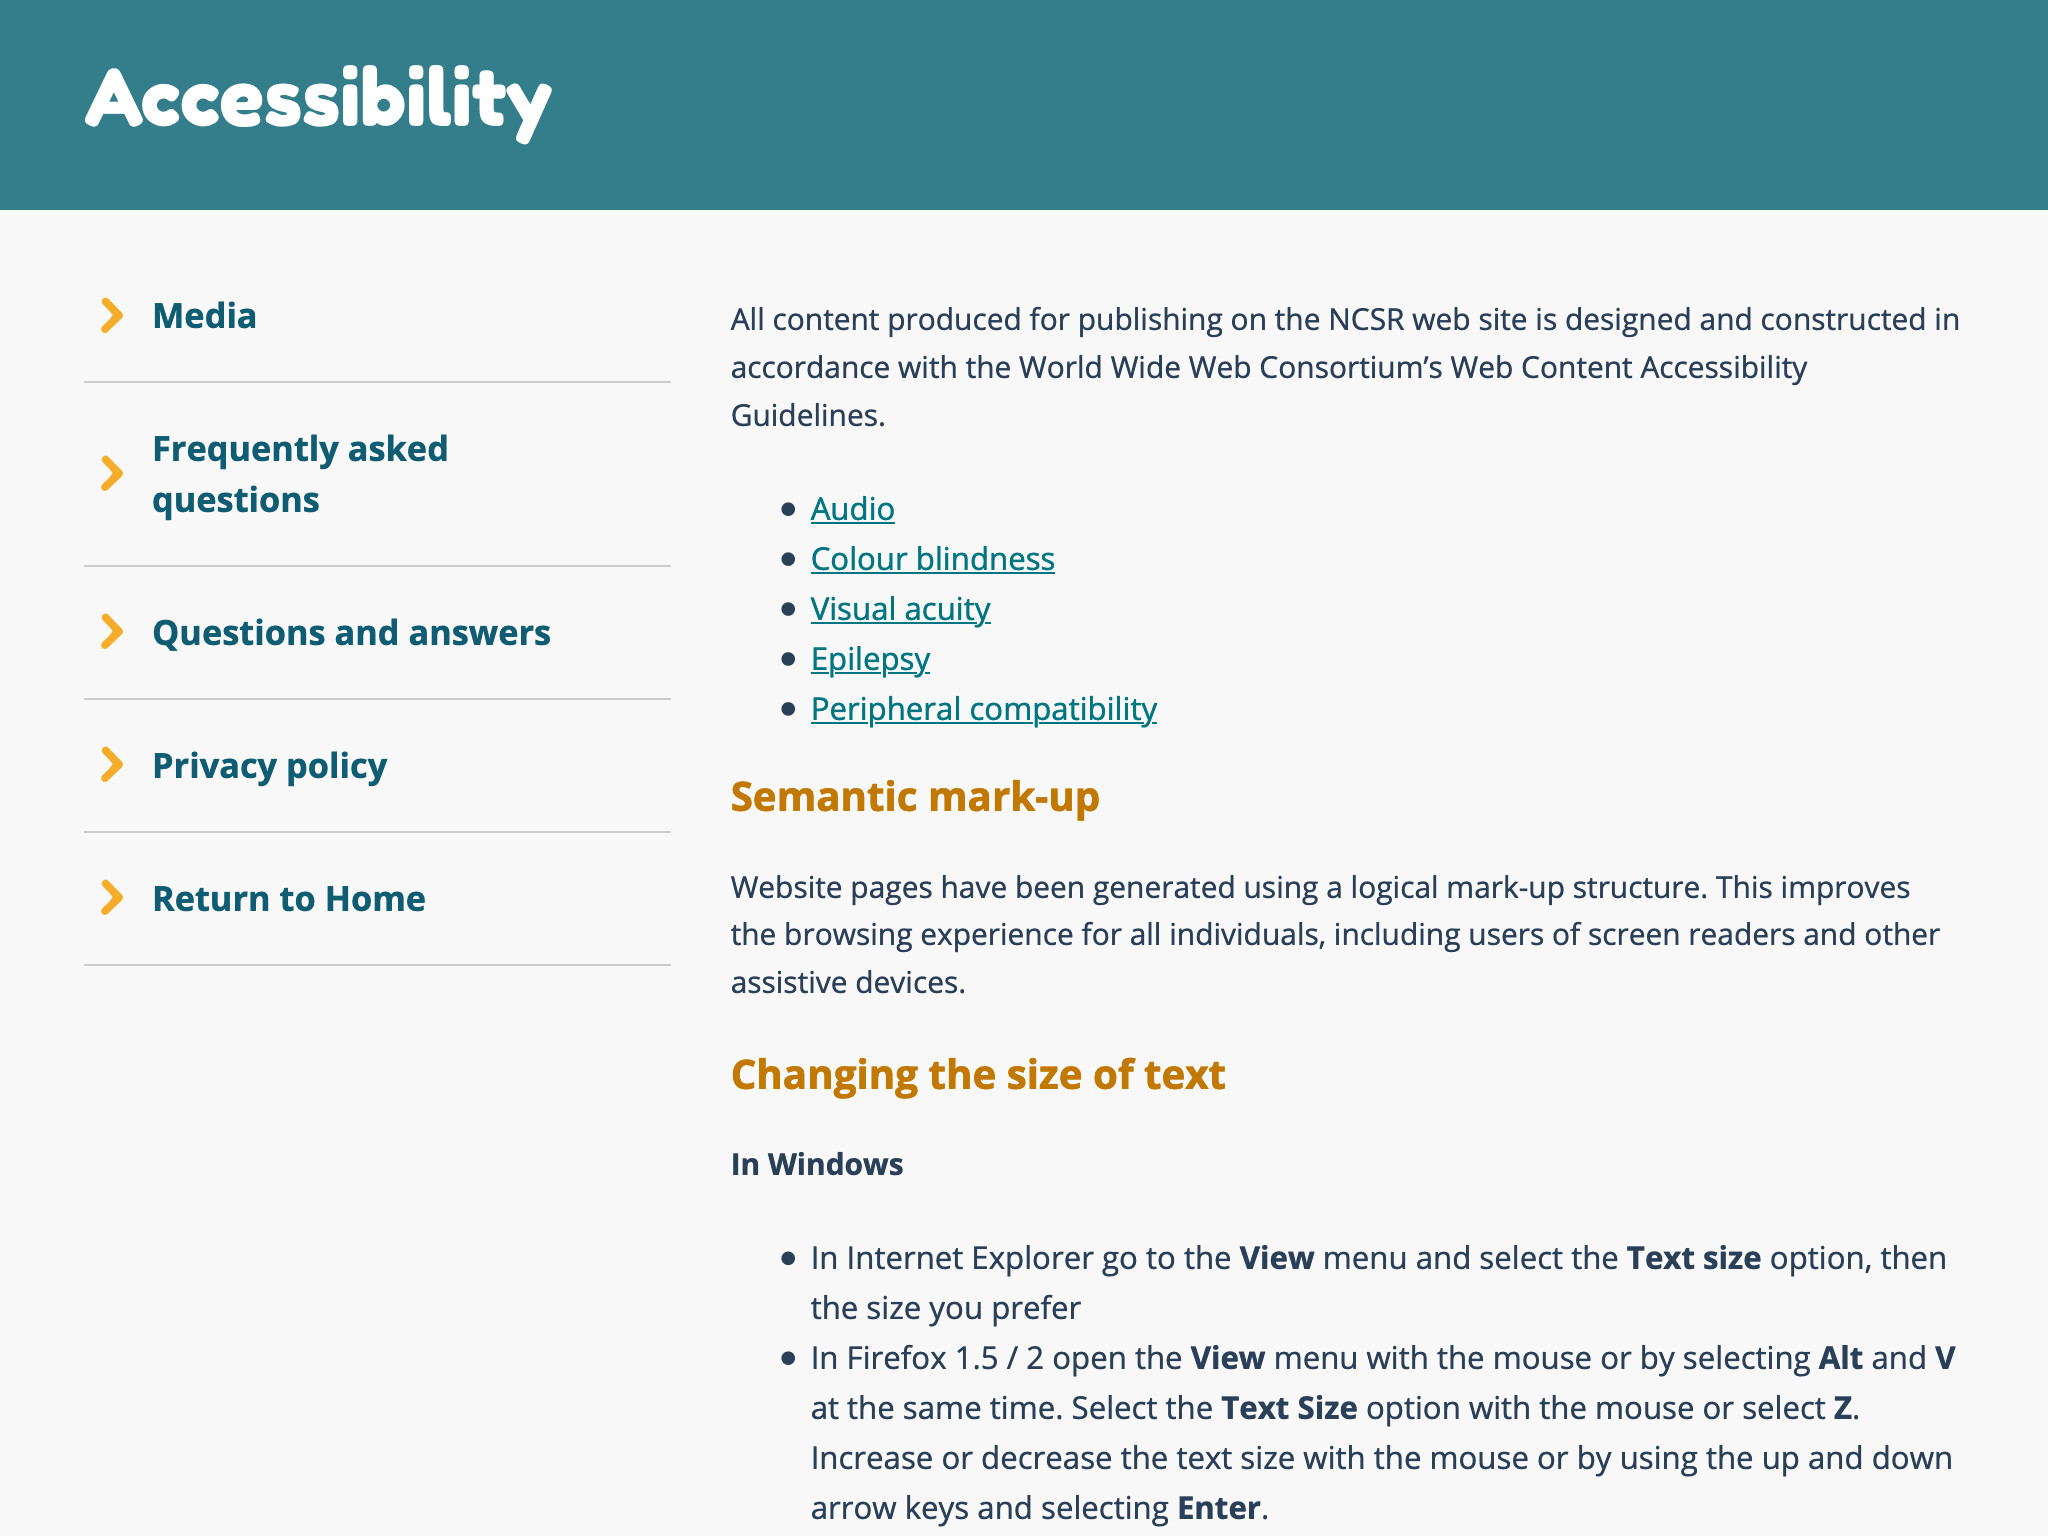 Accessibility
Media
Frequently asked
questions
Questions and answers
Privacy policy
Return to Home
All content produced for publishing on the NCSR web site is designed and constructed in
accordance with the World Wide Web Consortium’s Web Content Accessibility
Guidelines.
Audio
Colour blindness
Visual acuity
Epilepsy
Peripheral compatibility
Semantic mark-up
Website pages have been generated using a logical mark-up structure. This improves
the browsing experience for all individuals, including users of screen readers and other
assistive devices.
Changing the size of text
In Windows
In Internet Explorer go to the View menu and select the Text size option, then
the size you prefer
In Firefox 1.5 / 2 open the View menu with the mouse or by selecting Alt and V
at the same time. Select the Text Size option with the mouse or select Z.
Increase or decrease the text size with the mouse or by using the up and down
arrow keys and selecting Enter.